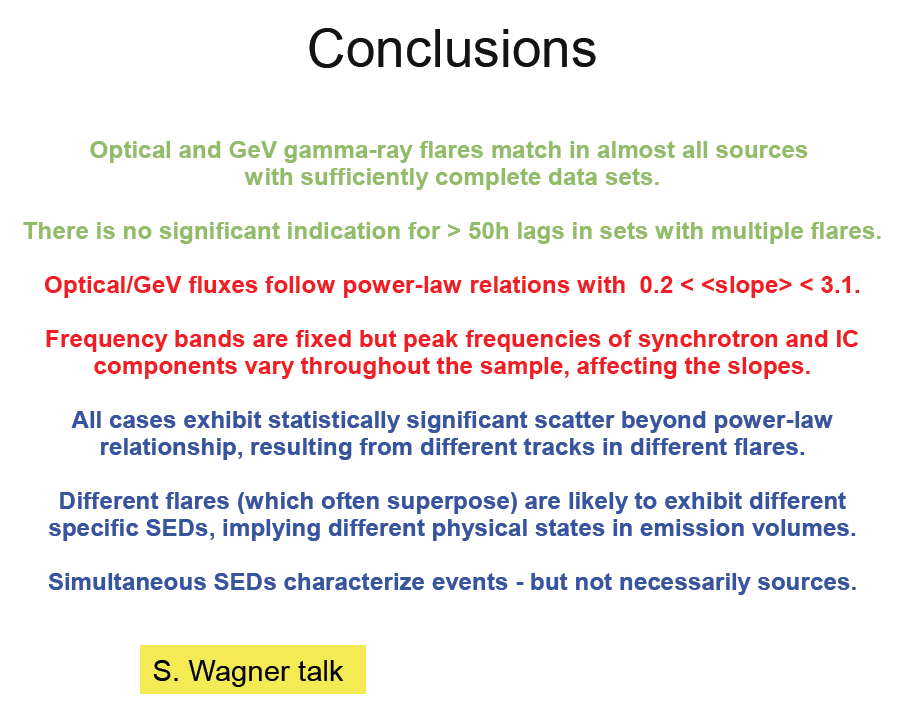 Conclusions
Optical and GeV gamma-ray flares match in almost all sources
with sufficiently complete data sets.
There is no significant indication for > 50h lags in sets with multiple flares.
Optical/GeV fluxes follow power-law relations with  0.2 < <slope> < 3.1.
Frequency bands are fixed but peak frequencies of synchrotron and IC
components vary throughout the sample, affecting the slopes.
All cases exhibit statistically significant scatter beyond power-law
relationship, resulting from different tracks in different flares.
Different flares (which often superpose) are likely to exhibit different
specific SEDs, implying different physical states in emission volumes.
Simultaneous SEDs characterize events - but not necessarily sources.
S. Wagner talk